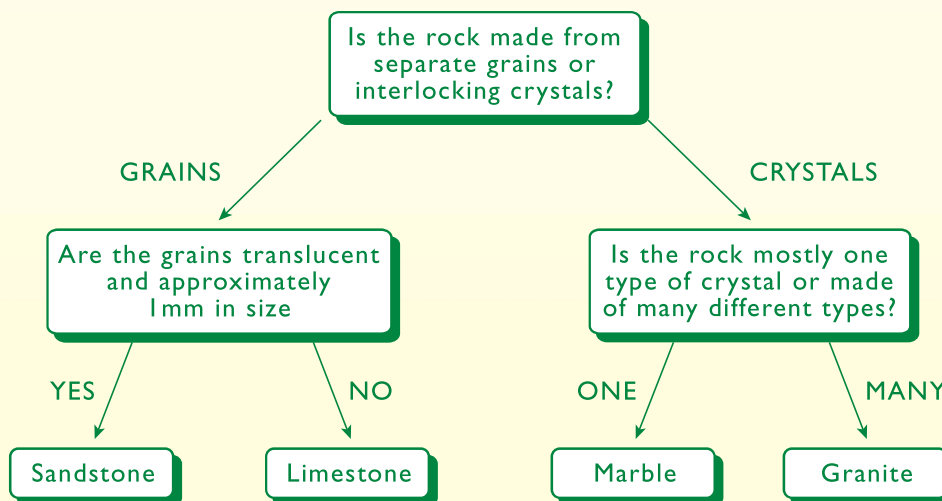 Is the rock made from
separate grains or
interlocking crystals?
GRAINS
CRYSTALS
Are the grains translucent
and approximately
1mm in size
Is the rock mostly one
type of crystal or made
of many different types?
YES
NO
ONE
MANY
Sandstone
Limestone
Marble
Granite